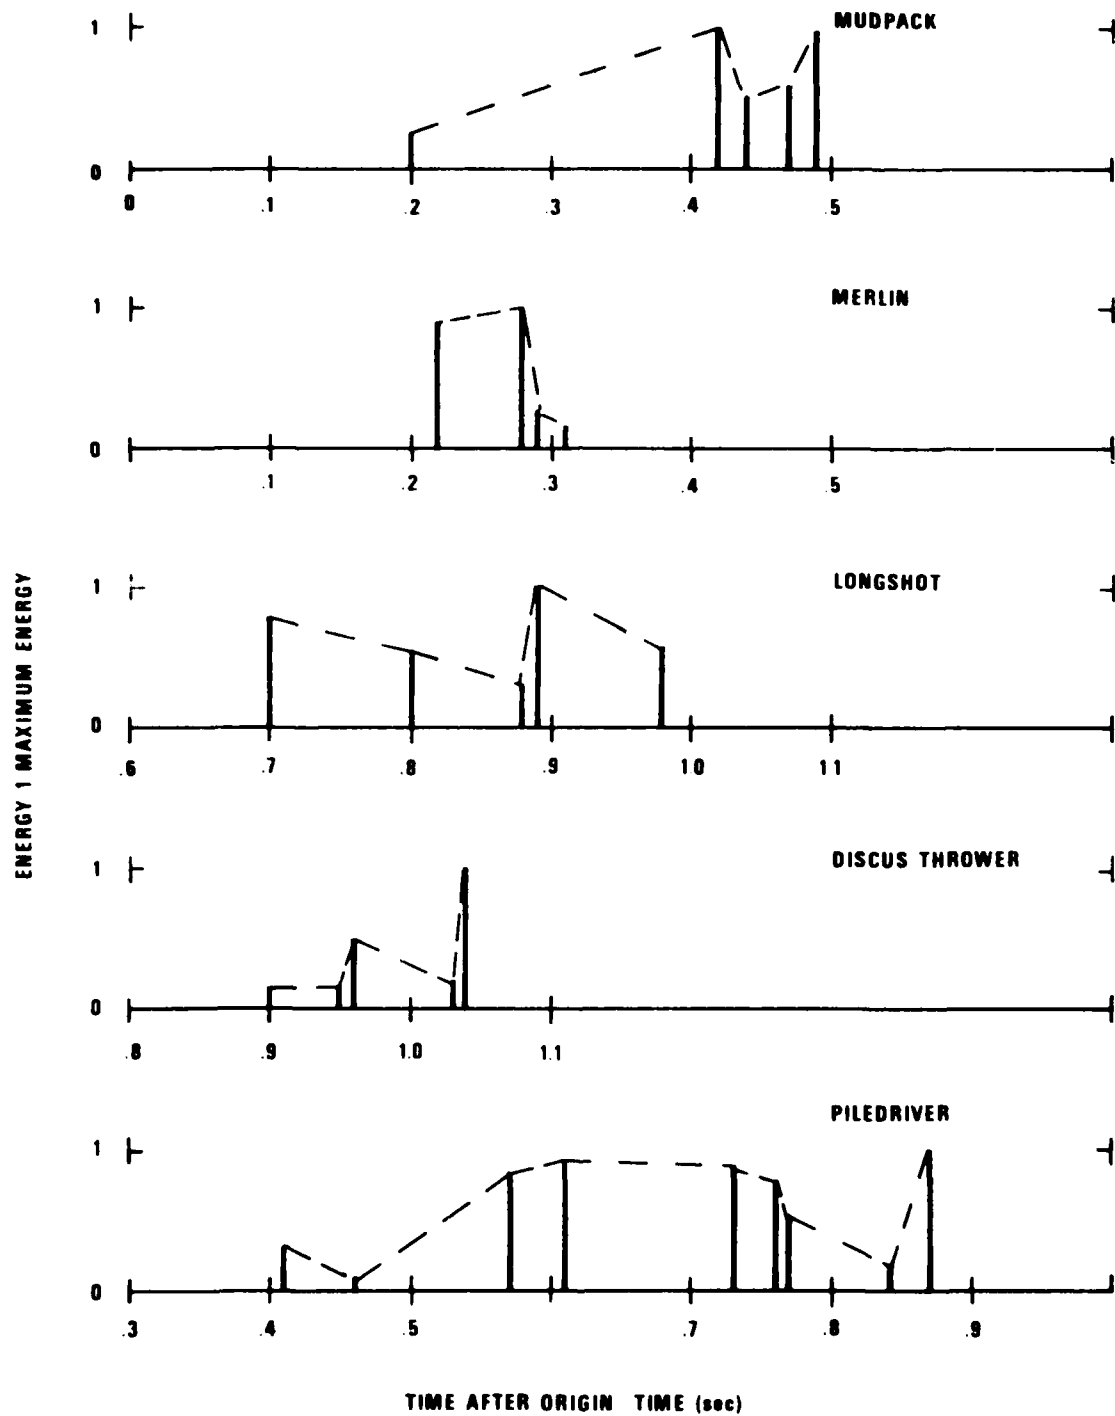 MUDPACK
1
0
0 .1 .2 .3 .4 .5
MERLIN
1
0
.1 .2 .3 .4 .5
LONGSHOT
1
0
.6 .7 .8 .9 1.0 11
DISCUS THROWER
1
0
.8 .9 1.0 1.1
PILEDRIVER
1
0
.3 .4 .5 .7 .8 .9
ENERGY 1 MAXIMUM ENERGY
TIME AFTER ORIGIN TIME (sec)